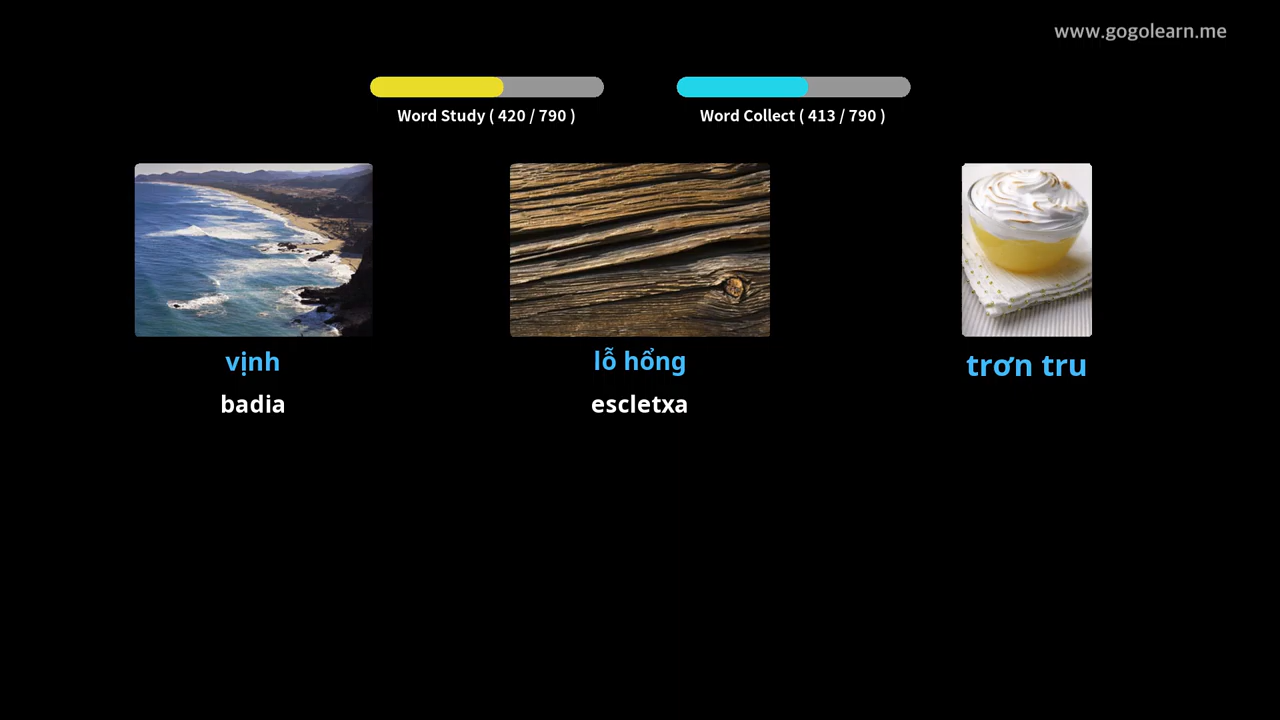 www.gogolearn.me
Word Study ( 420 / 790 )
Word Collect ( 413 / 790 )
vịnh
badia
lỗ hổng
escletxa
trơn tru